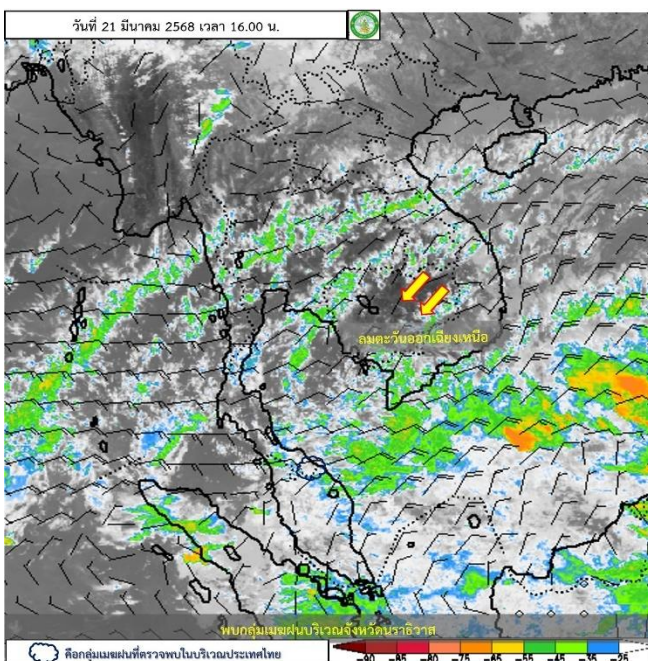 วันที่ 21 มีนาคม 2568 เวลา 16.00 น.
ลมตะวันออกเฉียงเหนือ
พบกลุ่มเมฆฝนบริเวณจังหวัดนราธิวาส
คือกลุ่มเมฆฝนที่ตรวจพบในบริเวณประเทศไทย
-90 -85 -80 -75 -65 -55 -45 -35 -25